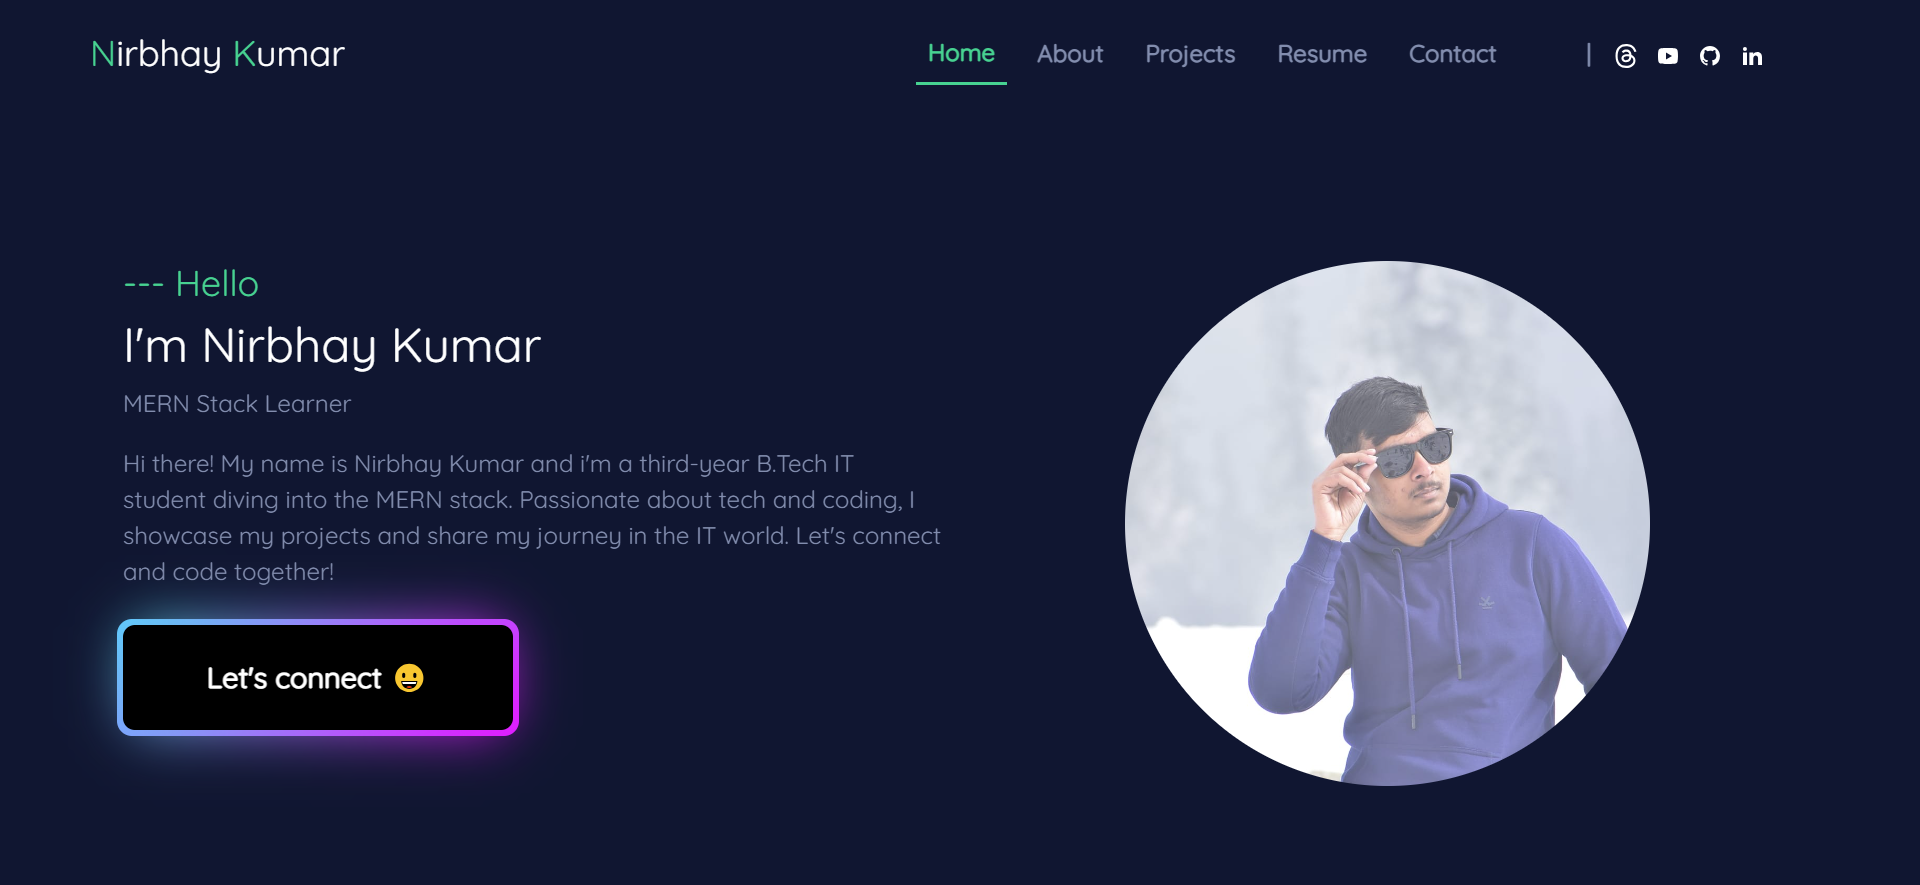 Nirbhay Kumar
Home About Projects Resume Contact |
--- Hello
I'm Nirbhay Kumar
MERN Stack Learner
Hi there! My name is Nirbhay Kumar and i'm a third-year B.Tech IT
student diving into the MERN stack. Passionate about tech and coding, I
showcase my projects and share my journey in the IT world. Let's connect
and code together!
Let's connect 😀